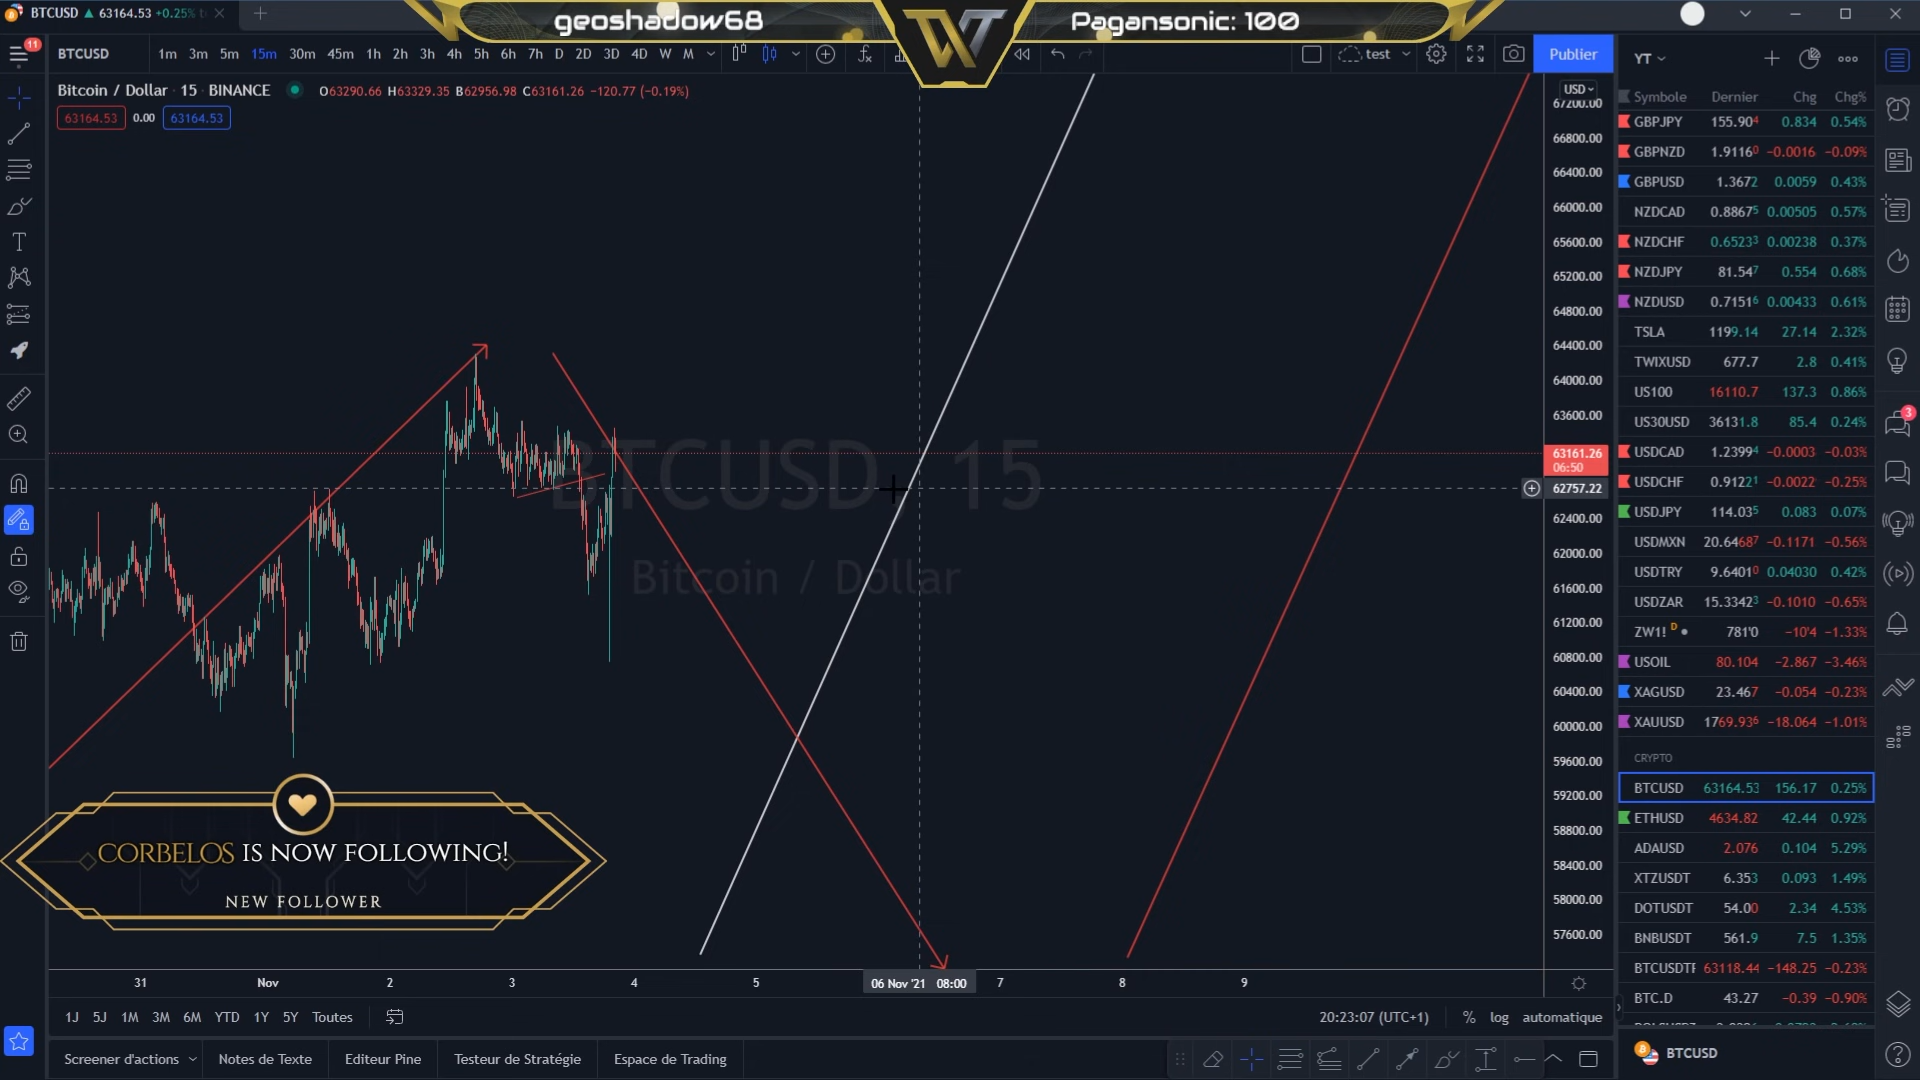 BTCUSD ▲ 63164.53 +0.25%
geoshadow68
Pagansonic: 100
11
BTCUSD
1m 3m 5m 15m 30m 45m 1h 2h 3h 4h 5h 6h 7h D 2D 3D 4D W M
test
Publier
YT
Bitcoin / Dollar · 15 · BINANCE
O63290.66 H63329.35 B62956.98 C63161.26 −120.77 (−0.19%)
63164.53 0.00 63164.53
USD
67200.00
66800.00
66400.00
66000.00
65600.00
65200.00
64800.00
64400.00
64000.00
63600.00
63161.26
06:50
62757.22
62400.00
62000.00
61600.00
61200.00
60800.00
60400.00
60000.00
59600.00
59200.00
58800.00
58400.00
58000.00
57600.00
BTCUSD, 15
Bitcoin / Dollar
CORBELOS IS NOW FOLLOWING!
NEW FOLLOWER
31 Nov 2 3 4 5 06 Nov '21 08:00 7 8 9
1J 5J 1M 3M 6M YTD 1Y 5Y Toutes
20:23:07 (UTC+1) % log automatique
Screener d'actions Notes de Texte Editeur Pine Testeur de Stratégie Espace de Trading
Symbole Dernier Chg Chg%
GBPJPY 155.904 0.834 0.54%
GBPNZD 1.91160 −0.0016 −0.09%
GBPUSD 1.3672 0.0059 0.43%
NZDCAD 0.88675 0.00505 0.57%
NZDCHF 0.65233 0.00238 0.37%
NZDJPY 81.547 0.554 0.68%
NZDUSD 0.71516 0.00433 0.61%
TSLA 1199.14 27.14 2.32%
TWIXUSD 677.7 2.8 0.41%
US100 16110.7 137.3 0.86%
US30USD 36131.8 85.4 0.24%
USDCAD 1.23994 −0.0003 −0.03%
USDCHF 0.91221 −0.0022 −0.25%
USDJPY 114.035 0.083 0.07%
USDMXN 20.64687 −0.1171 −0.56%
USDTRY 9.64010 0.04030 0.42%
USDZAR 15.33423 −0.1010 −0.65%
ZW1! D 781'0 −10'4 −1.33%
USOIL 80.104 −2.867 −3.46%
XAGUSD 23.467 −0.054 −0.23%
XAUUSD 1769.936 −18.064 −1.01%
CRYPTO
BTCUSD 63164.53 156.17 0.25%
ETHUSD 4634.82 42.44 0.92%
ADAUSD 2.076 0.104 5.29%
XTZUSDT 6.353 0.093 1.49%
DOTUSDT 54.00 2.34 4.53%
BNBUSDT 561.9 7.5 1.35%
BTCUSDTF 63118.44 −148.25 −0.23%
BTC.D 43.27 −0.39 −0.90%
BTCUSD
3